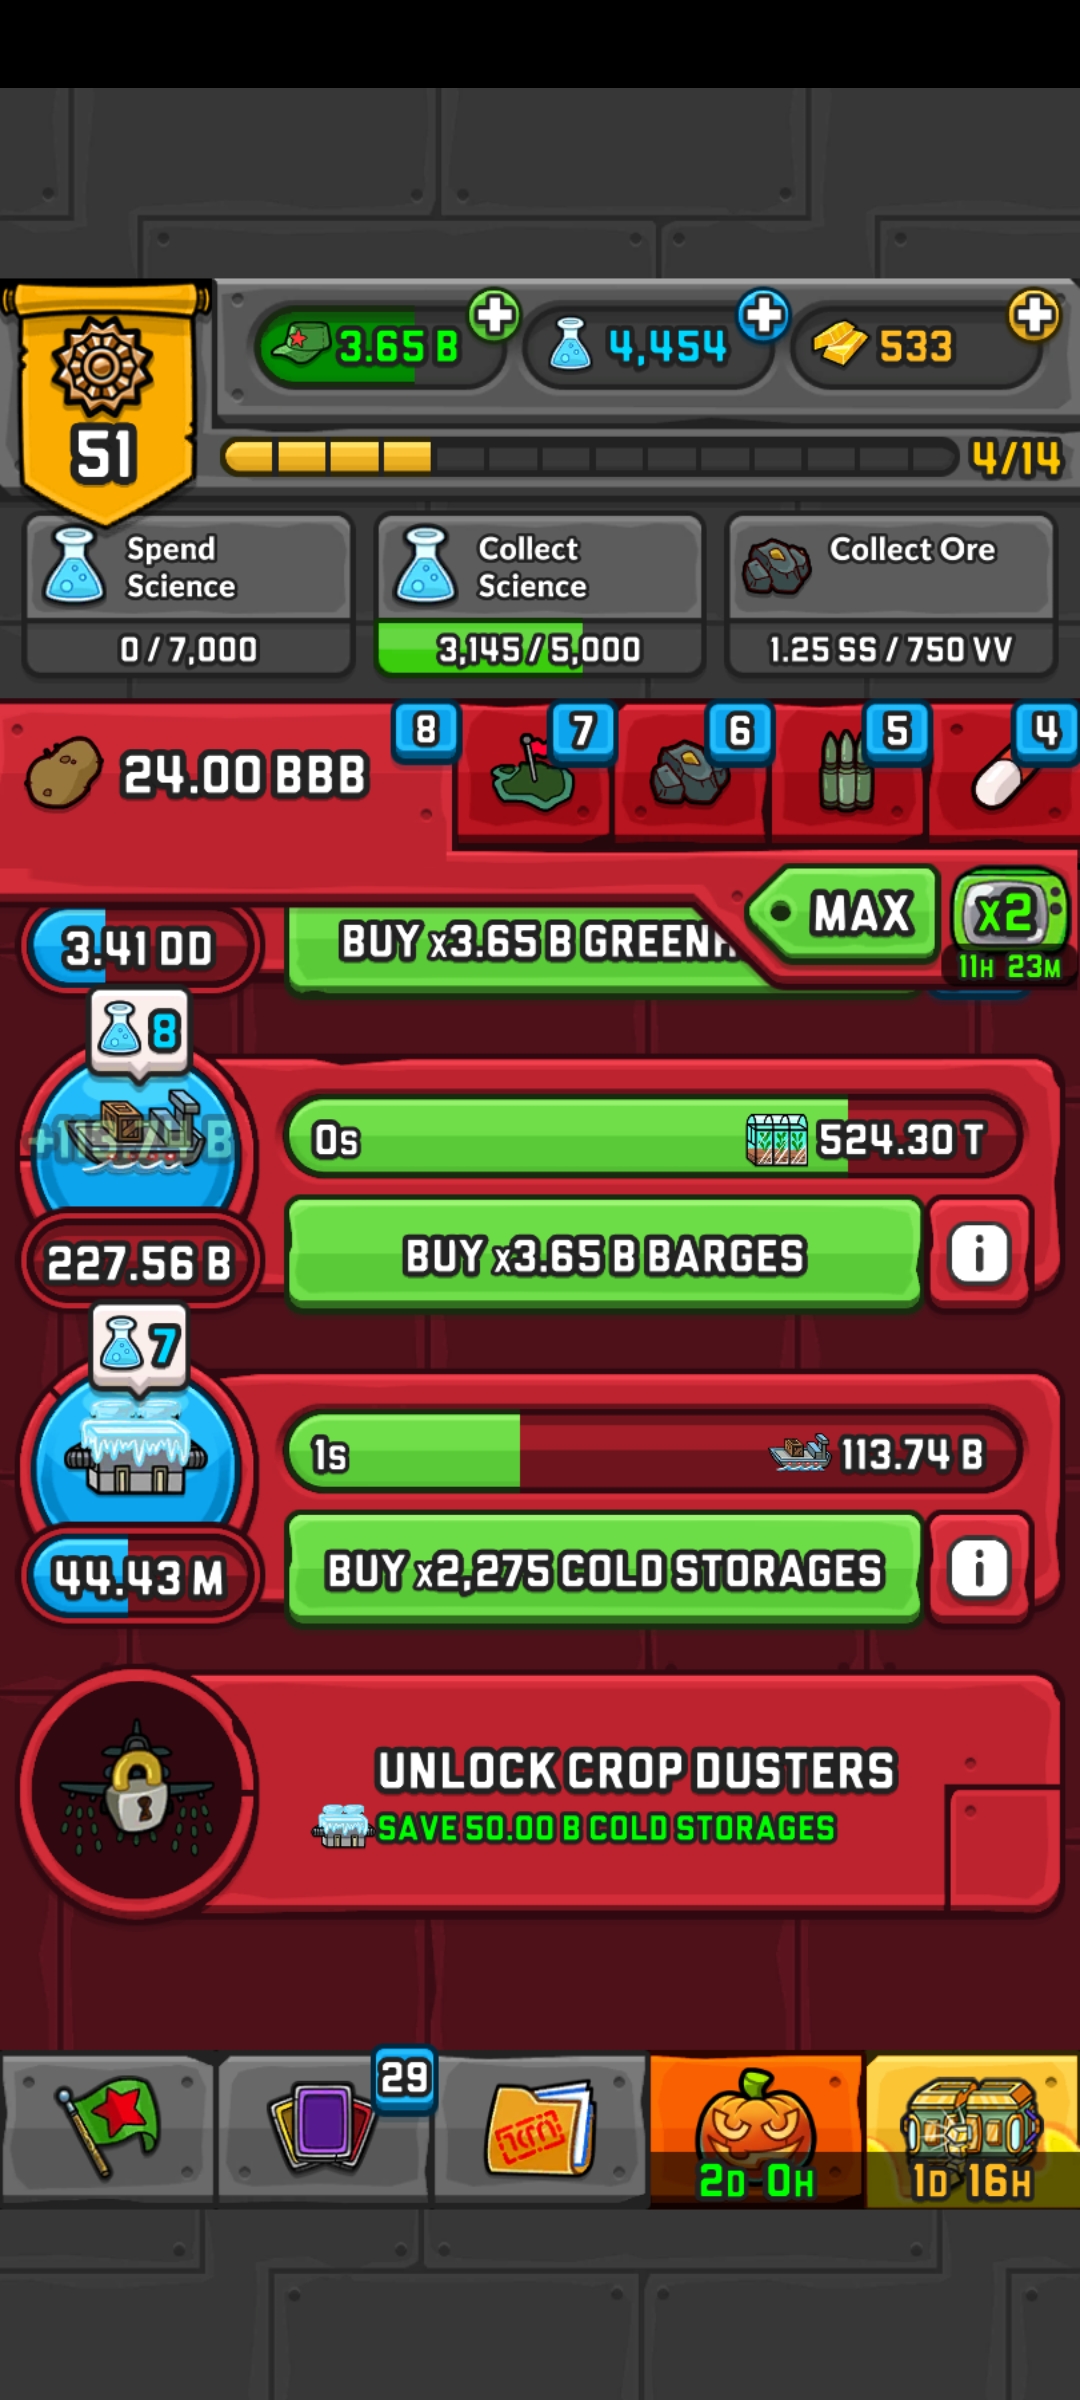 3.65 B
4,454
533
51
4/14
Spend
Science
0 / 7,000
Collect
Science
3,145 / 5,000
Collect Ore
1.25 SS / 750 VV
24.00 BBB
8
7
6
5
4
MAX
x2
11H 23M
3.41 DD
BUY x3.65 B
8
0s
524.30 T
227.56 B
BUY x3.65 B BARGES
i
7
1s
113.74 B
44.43 M
BUY x2,275 COLD STORAGES
i
UNLOCK CROP DUSTERS
SAVE 50.00 B COLD STORAGES
29
2D 0H
1D 16H